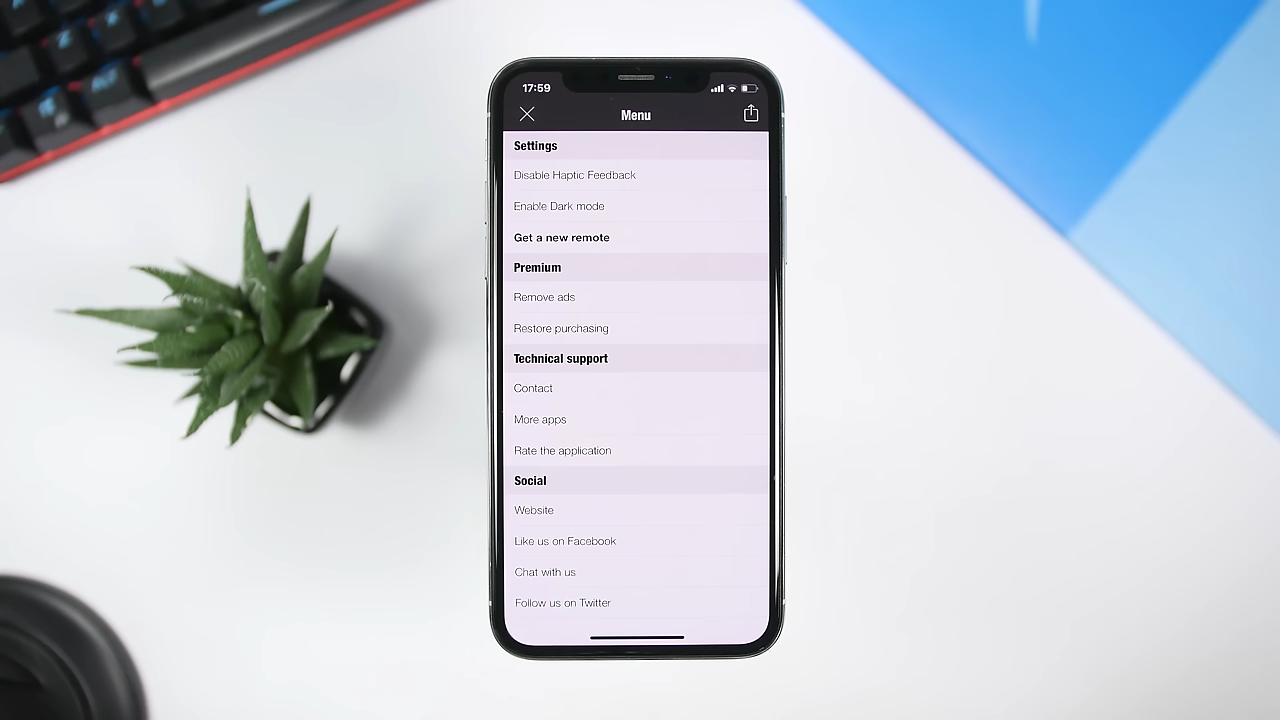 17:59
Menu
Settings
Disable Haptic Feedback
Enable Dark mode
Get a new remote
Premium
Remove ads
Restore purchasing
Technical support
Contact
More apps
Rate the application
Social
Website
Like us on Facebook
Chat with us
Follow us on Twitter